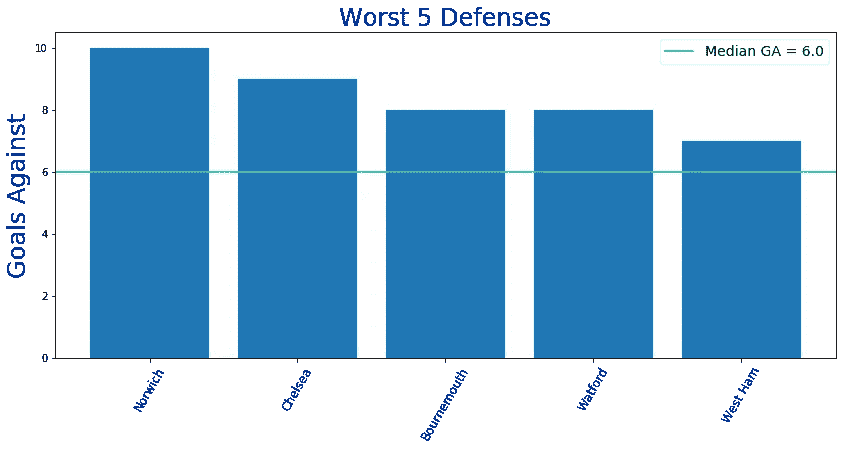 Worst 5 Defenses
Median GA = 6.0
Goals Against
10
8
6
4
2
0
Norwich
Chelsea
Bournemouth
Watford
West Ham